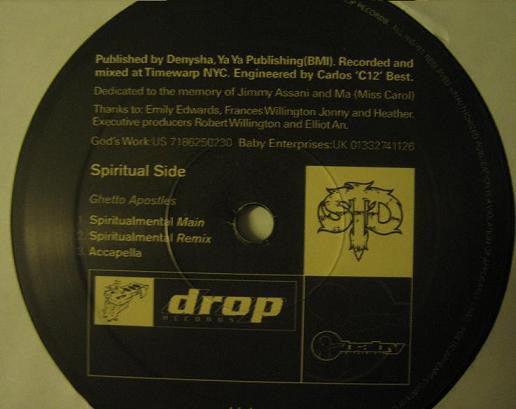 Published by Denysha, Ya Ya Publishing(BMI). Recorded and
mixed at Timewarp NYC. Engineered by Carlos 'C12' Best.
Dedicated to the memory of Jimmy Assani and Ma (Miss Carol)
Thanks to: Emily Edwards, Frances Willington Jonny and Heather.
Executive producers Robert Willington and Elliot An.
God's Work:US 7186250230 Baby Enterprises:UK 01332741126
Spiritual Side
Ghetto Apostles
1. Spiritualmental Main
2. Spiritualmental Remix
3. Accapella
SHD
drop
RECORDS